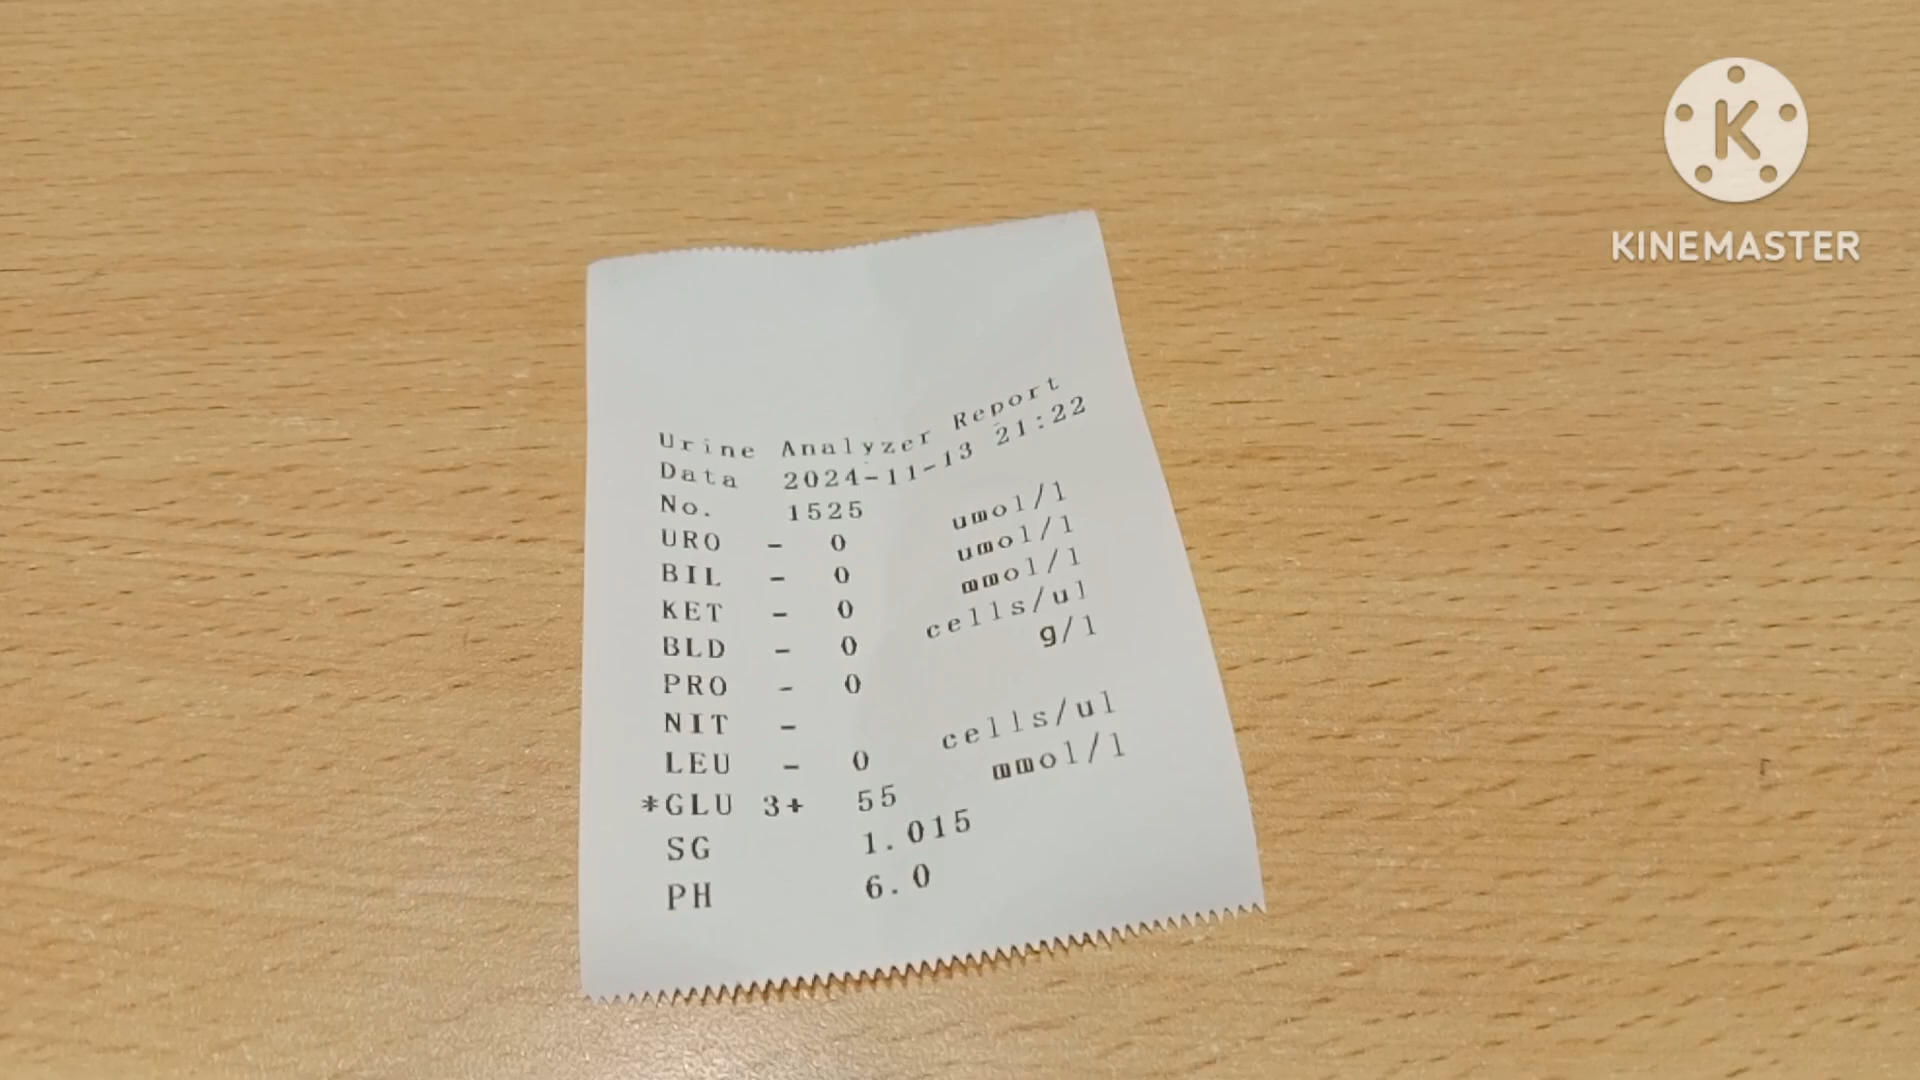 KINEMASTER
Urine Analyzer Report
Data 2024-11-13 21:22
No. 1525
URO - 0 umol/l
BIL - 0 umol/l
KET - 0 mmol/l
BLD - 0 cells/ul
PRO - 0 g/l
NIT -
LEU - 0 cells/ul
*GLU 3+ 55 mmol/l
SG 1.015
PH 6.0